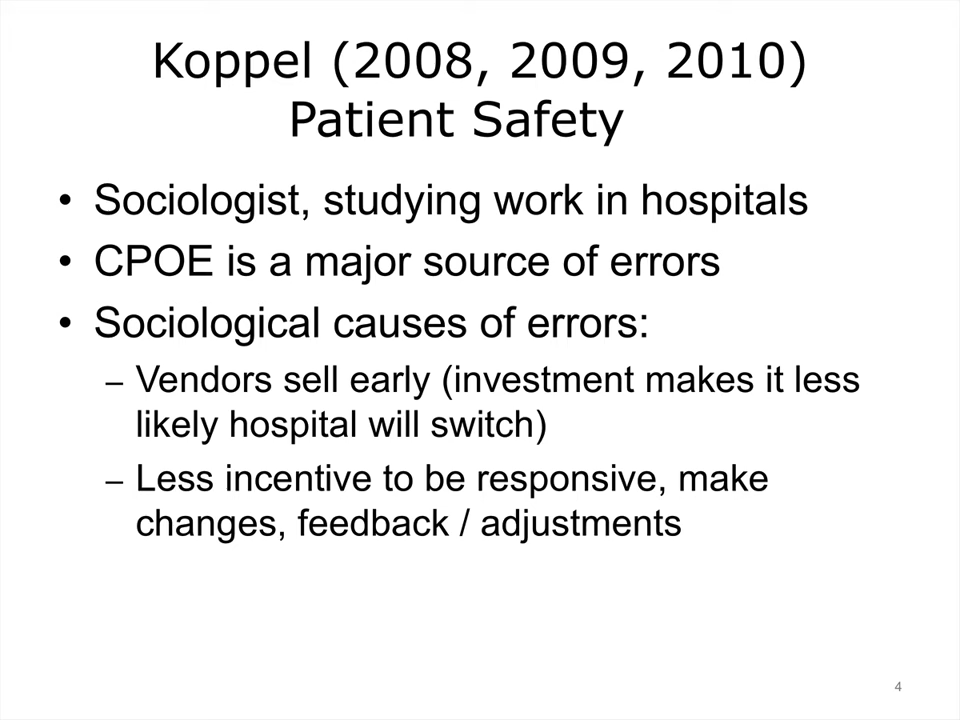 Koppel (2008, 2009, 2010)
Patient Safety
• Sociologist, studying work in hospitals
• CPOE is a major source of errors
• Sociological causes of errors:
– Vendors sell early (investment makes it less
likely hospital will switch)
– Less incentive to be responsive, make
changes, feedback / adjustments
4